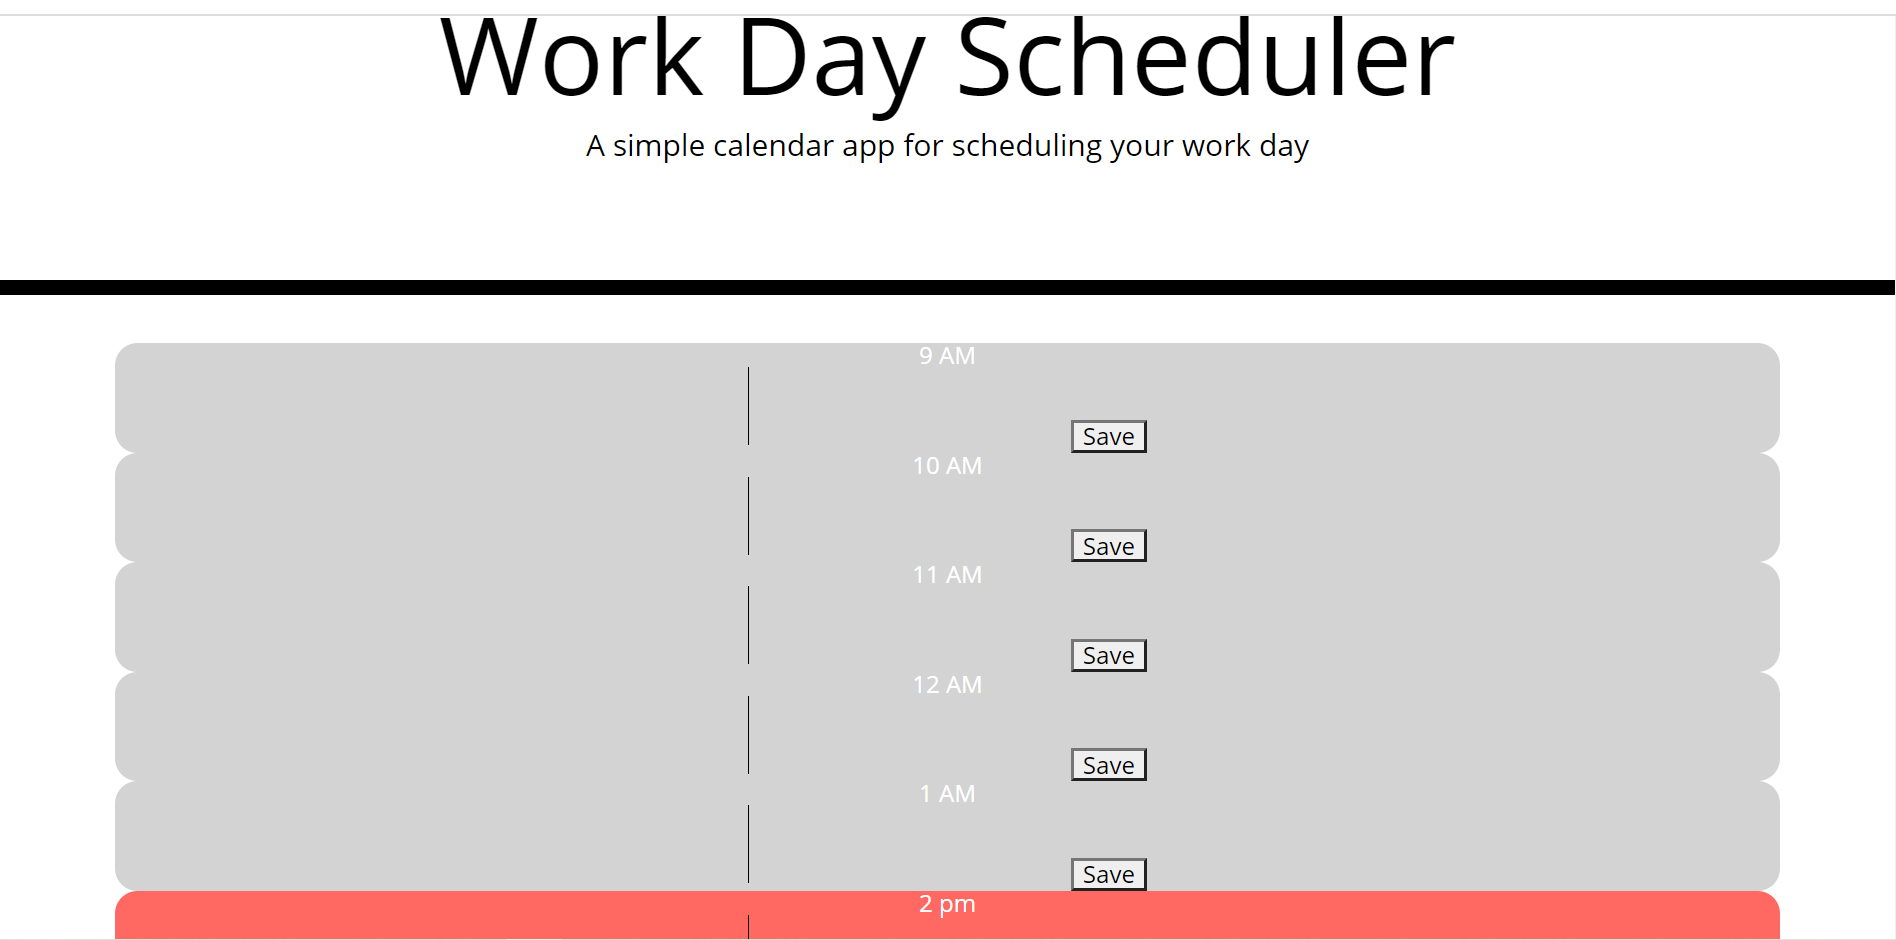 Work Day Scheduler
A simple calendar app for scheduling your work day
9 AM
Save
10 AM
Save
11 AM
Save
12 AM
Save
1 AM
Save
2 pm